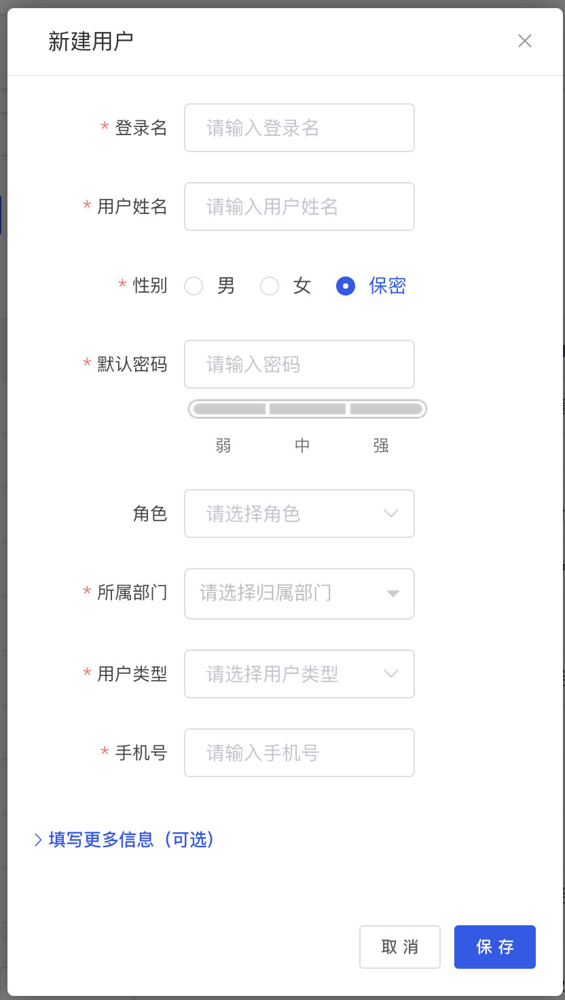 新建用户
* 登录名 请输入登录名
* 用户姓名 请输入用户姓名
* 性别 男 女 保密
* 默认密码 请输入密码
弱 中 强
角色 请选择角色
* 所属部门 请选择归属部门
* 用户类型 请选择用户类型
* 手机号 请输入手机号
填写更多信息（可选）
取消 保存